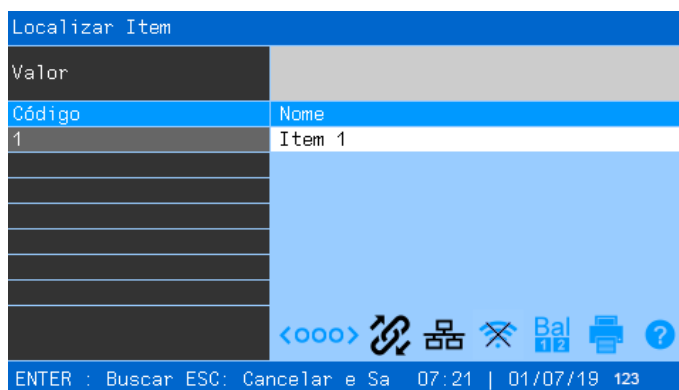 Localizar Item
Valor
Código Nome
1 Item 1
<ooo> Bal 12 ?
ENTER : Buscar ESC: Cancelar e Sa 07:21 | 01/07/19 123